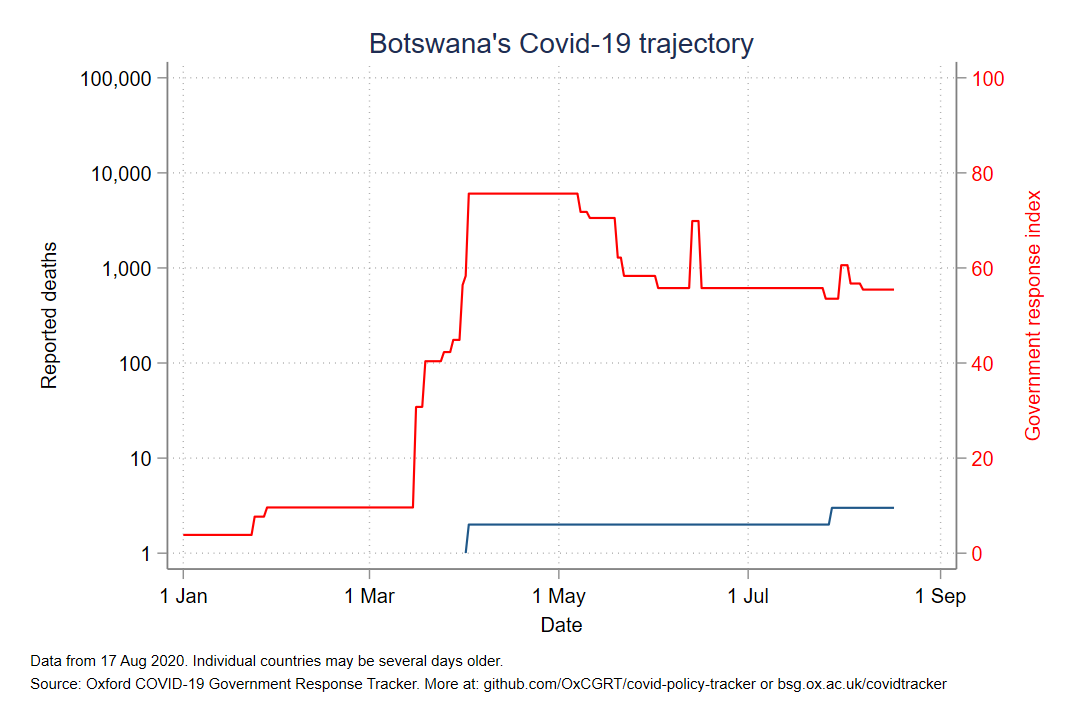 Botswana's Covid-19 trajectory
100,000
10,000
1,000
100
10
1
Reported deaths
100
80
60
40
20
0
Government response index
1 Jan
1 Mar
1 May
1 Jul
1 Sep
Date
Data from 17 Aug 2020. Individual countries may be several days older.
Source: Oxford COVID-19 Government Response Tracker. More at: github.com/OxCGRT/covid-policy-tracker or bsg.ox.ac.uk/covidtracker